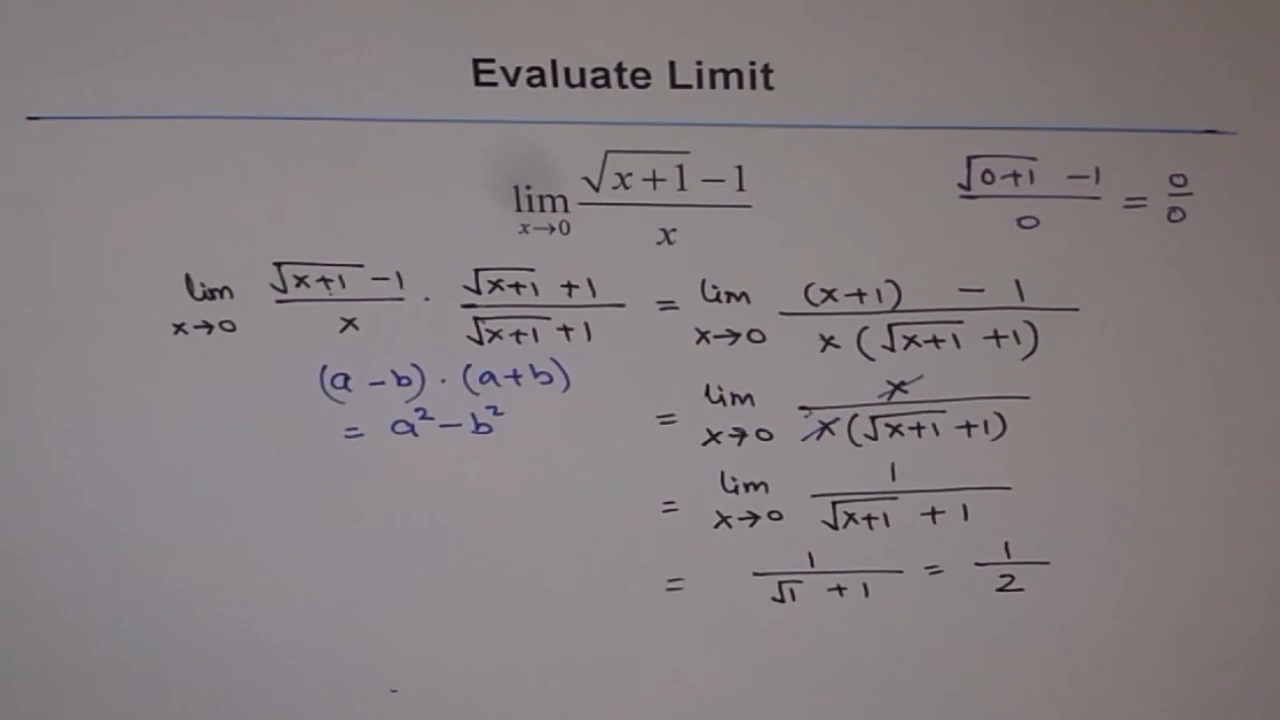 Evaluate Limit
lim x→0 (√(x+1) − 1)/x
(√(0+1) − 1)/0 = 0/0
lim x→0 (√(x+1) − 1)/x · (√(x+1) + 1)/(√(x+1) + 1) = lim x→0 ((x+1) − 1)/(x(√(x+1) + 1))
(a − b) · (a + b)
= a² − b²
= lim x→0 x/(x(√(x+1) + 1))
= lim x→0 1/(√(x+1) + 1)
= 1/(√1 + 1) = 1/2